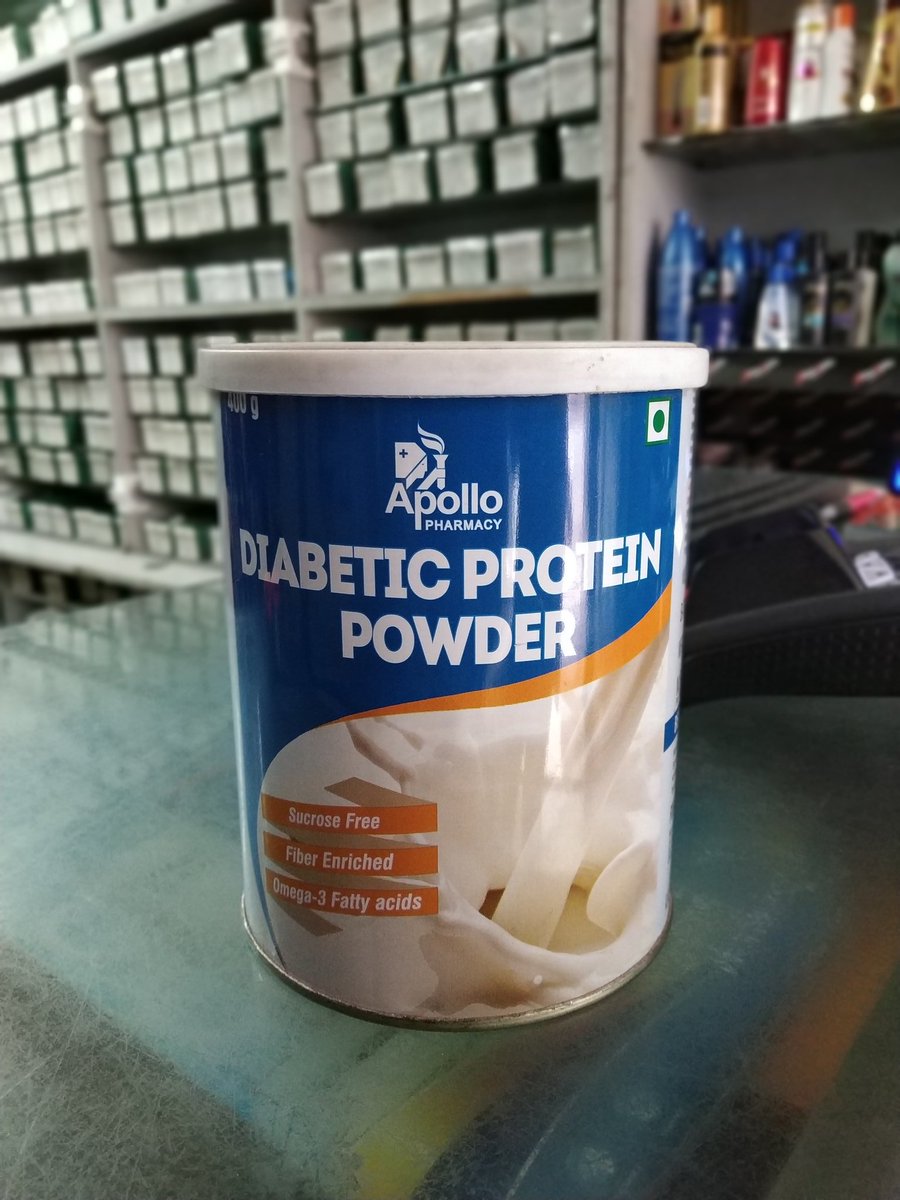 400 g
Apollo
PHARMACY
DIABETIC PROTEIN
POWDER
Sucrose Free
Fiber Enriched
Omega-3 Fatty acids